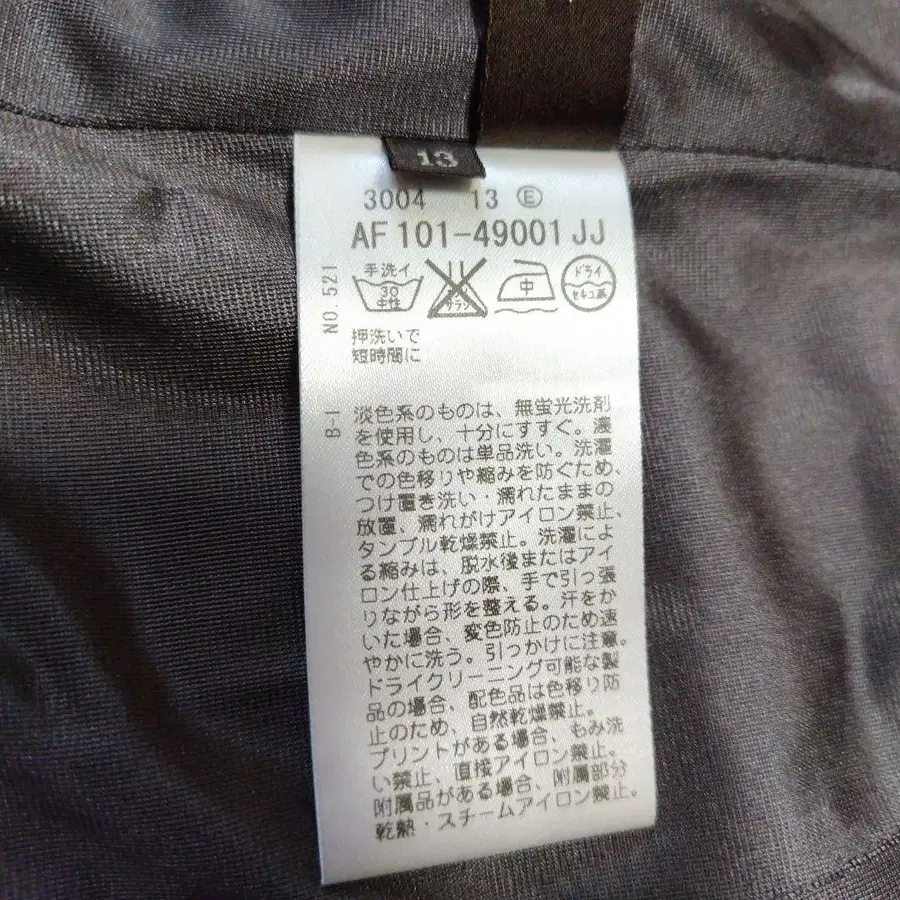 13
3004 13 Ⓔ
AF 101-49001 JJ
NO. 521
手洗イ
30
中性
サラシ
中
ドライ
セキユ系
押洗いで
短時間に
B-1
淡色系のものは、無蛍光洗剤
を使用し、十分にすすぐ。濃
色系のものは単品洗い。洗濯
での色移りや縮みを防ぐため、
つけ置き洗い・濡れたままの
放置、濡れがけアイロン禁止、
タンブル乾燥禁止。洗濯によ
る縮みは、脱水後またはアイ
ロン仕上げの際、手で引っ張
りながら形を整える。汗をか
いた場合、変色防止のため速
やかに洗う。引っかけに注意。
ドライクリーニング可能な製
品の場合、配色品は色移り防
止のため、自然乾燥禁止。
プリントがある場合、もみ洗
い禁止、直接アイロン禁止。
附属品がある場合、附属部分
乾熱・スチームアイロン禁止。